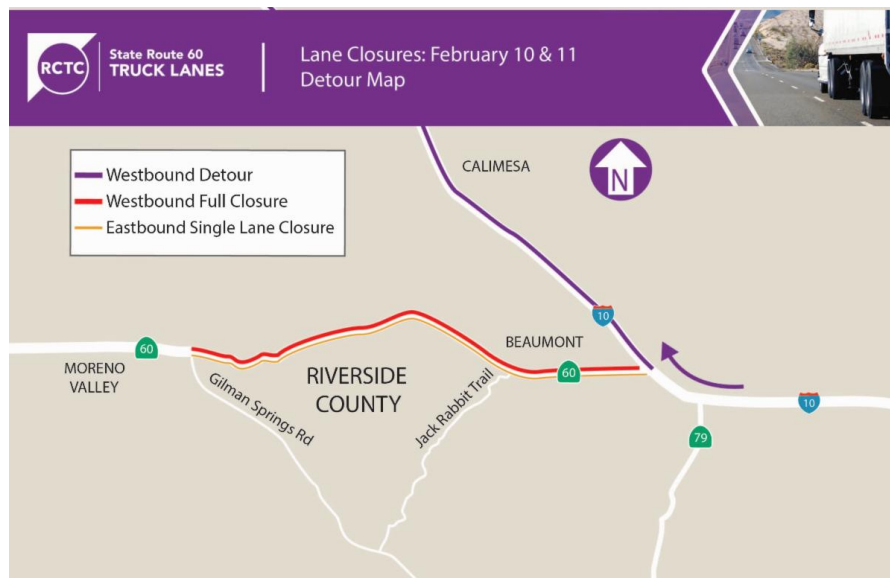 RCTC
State Route 60
TRUCK LANES
Lane Closures: February 10 & 11
Detour Map
Westbound Detour
Westbound Full Closure
Eastbound Single Lane Closure
CALIMESA
N
10
BEAUMONT
60
60
MORENO
VALLEY
Gilman Springs Rd
RIVERSIDE
COUNTY
Jack Rabbit Trail
10
79